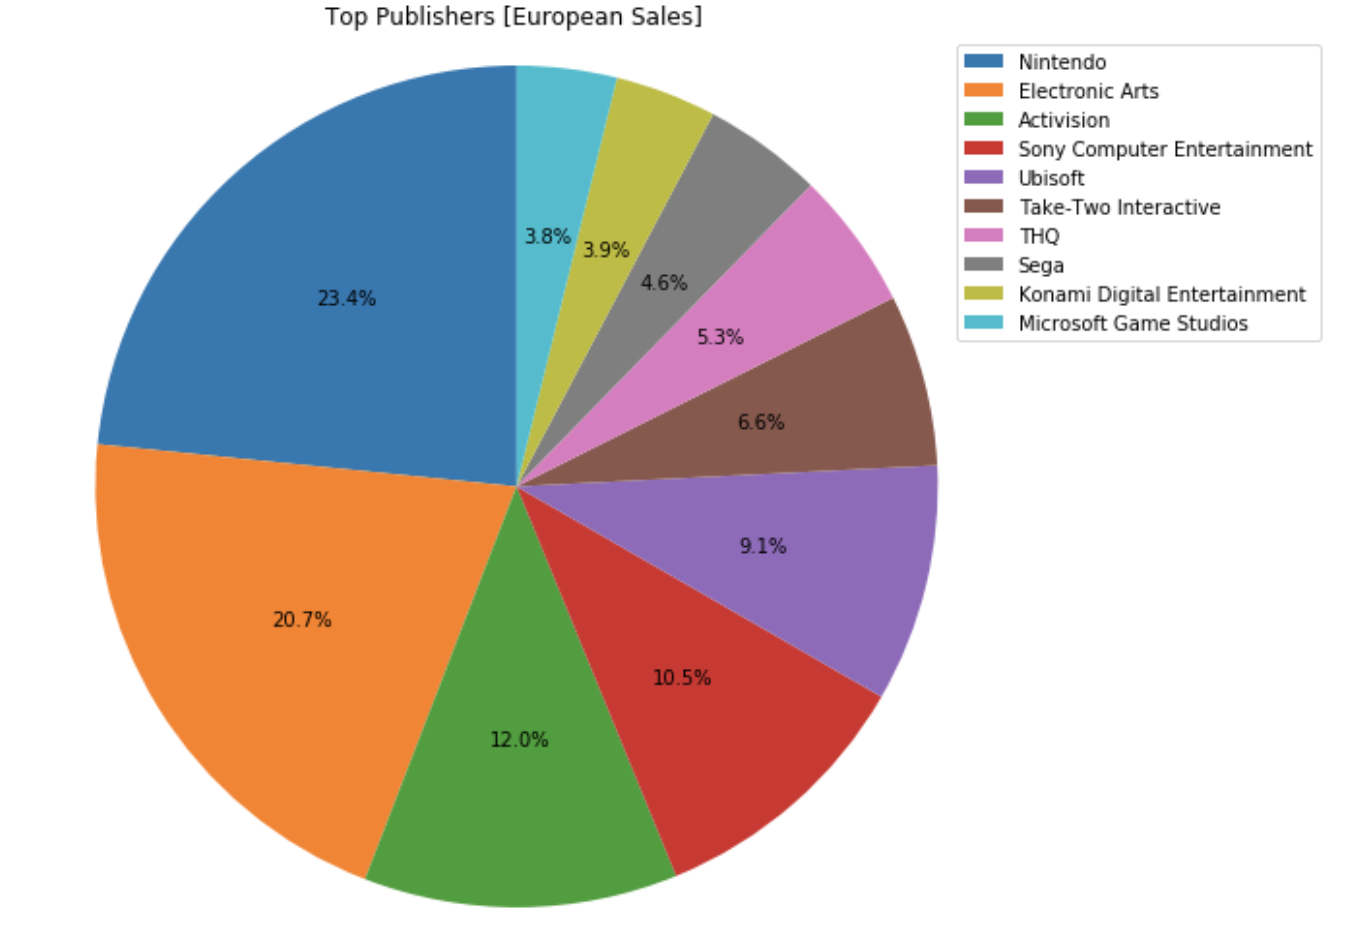 Top Publishers [European Sales]
Nintendo
Electronic Arts
Activision
Sony Computer Entertainment
Ubisoft
Take-Two Interactive
THQ
Sega
Konami Digital Entertainment
Microsoft Game Studios
3.8%
3.9%
4.6%
23.4%
5.3%
6.6%
9.1%
20.7%
10.5%
12.0%